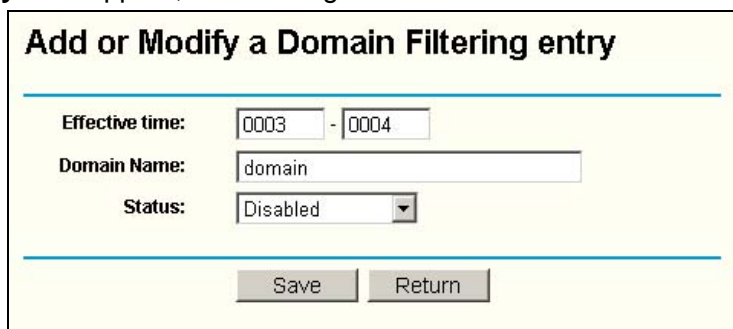 Add or Modify a Domain Filtering entry
Effective time: 0003 - 0004
Domain Name: domain
Status: Disabled
Save Return